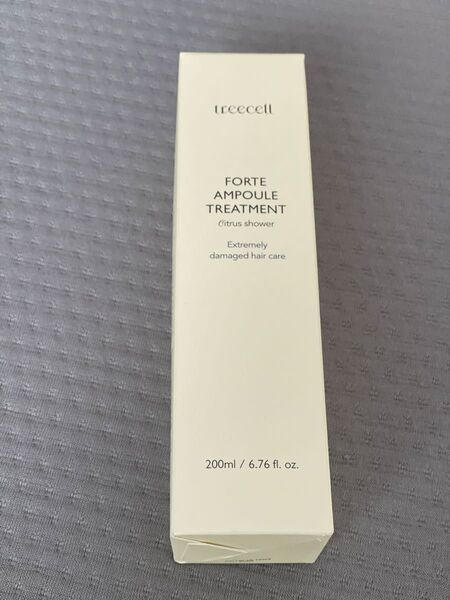 treecell
FORTE
AMPOULE
TREATMENT
Citrus shower
Extremely
damaged hair care
200ml / 6.76 fl. oz.